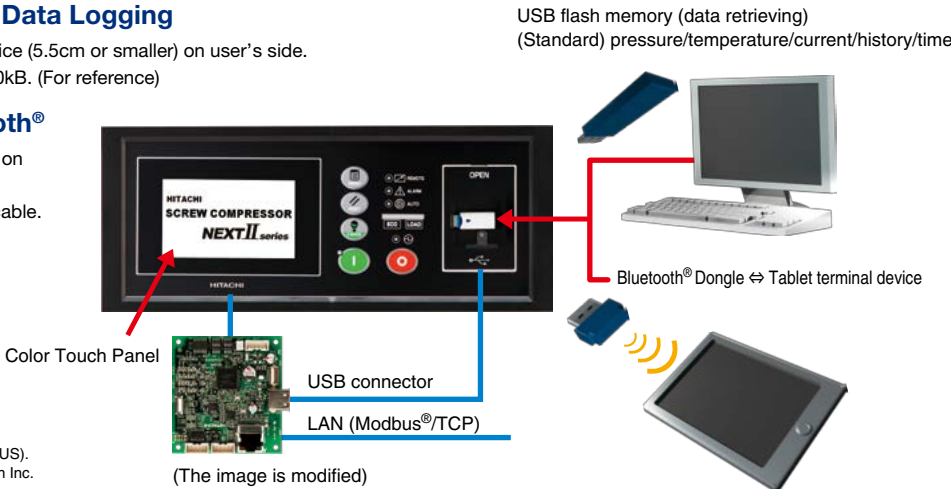 Data Logging
ice (5.5cm or smaller) on user's side.
0kB. (For reference)
USB flash memory (data retrieving)
(Standard) pressure/temperature/current/history/time
oth®
on
cable.
HITACHI
SCREW COMPRESSOR
NEXTII series
REMOTE
ALARM
AUTO
ECO LOAD
OPEN
HITACHI
Bluetooth® Dongle ⇔ Tablet terminal device
Color Touch Panel
USB connector
LAN (Modbus®/TCP)
(The image is modified)
US).
n Inc.